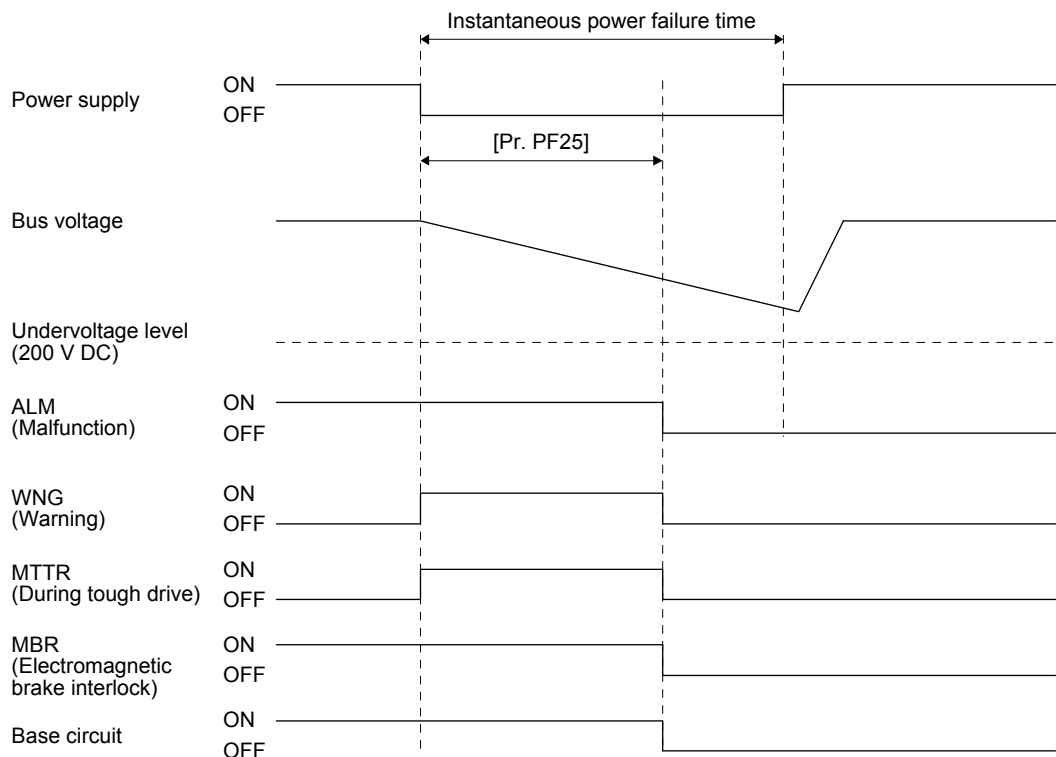 Instantaneous power failure time
Power supply
ON
OFF
[Pr. PF25]
Bus voltage
Undervoltage level
(200 V DC)
ALM
(Malfunction)
ON
OFF
WNG
(Warning)
ON
OFF
MTTR
(During tough drive)
ON
OFF
MBR
(Electromagnetic
brake interlock)
ON
OFF
Base circuit
ON
OFF